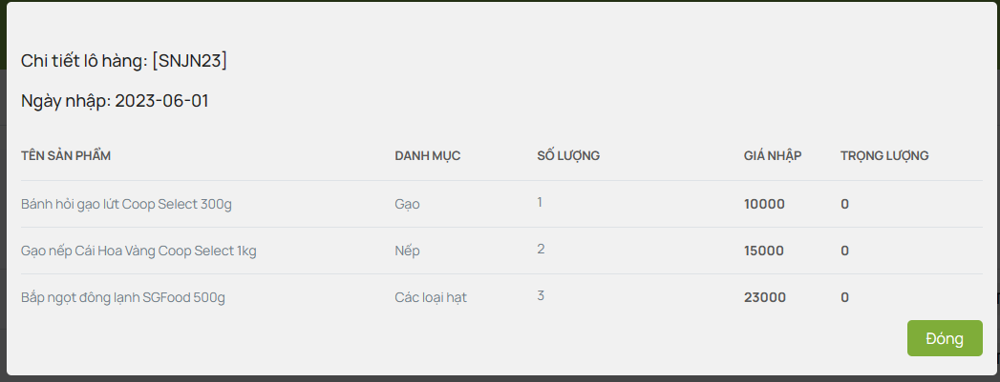 Chi tiết lô hàng: [SNJN23]
Ngày nhập: 2023-06-01
TÊN SẢN PHẨM DANH MỤC SỐ LƯỢNG GIÁ NHẬP TRỌNG LƯỢNG
Bánh hỏi gạo lứt Coop Select 300g Gạo 1 10000 0
Gạo nếp Cái Hoa Vàng Coop Select 1kg Nếp 2 15000 0
Bắp ngọt đông lạnh SGFood 500g Các loại hạt 3 23000 0
Đóng